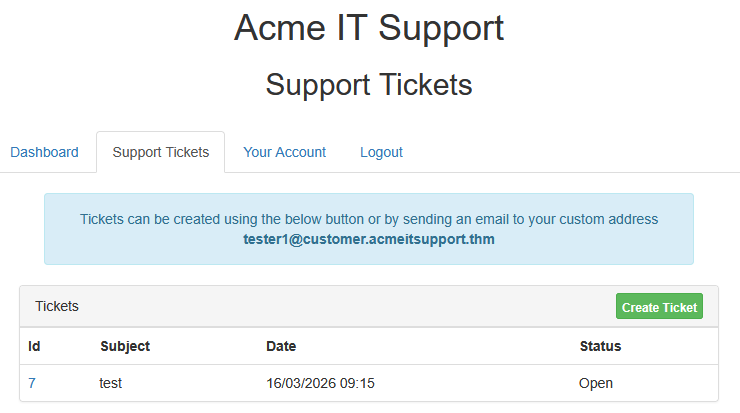 Acme IT Support
Support Tickets
Dashboard Support Tickets Your Account Logout
Tickets can be created using the below button or by sending an email to your custom address
tester1@customer.acmeitsupport.thm
Tickets Create Ticket
Id Subject Date Status
7 test 16/03/2026 09:15 Open